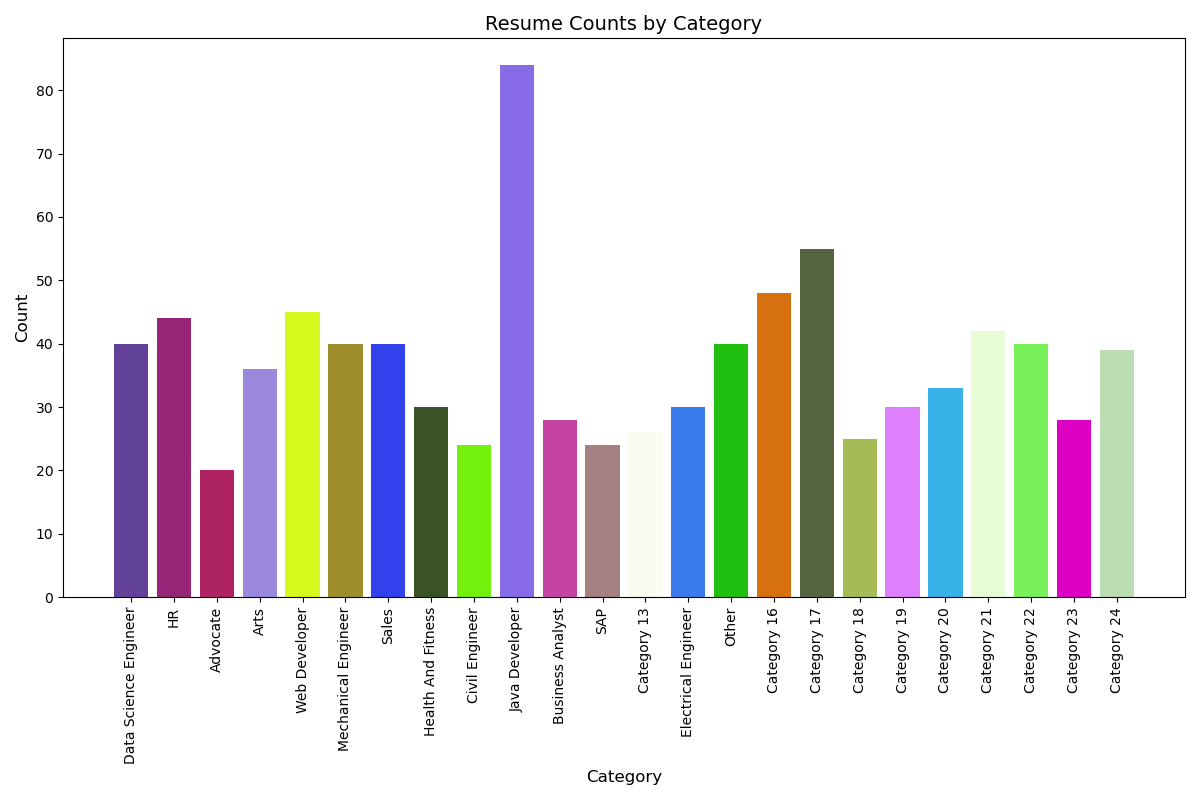 Resume Counts by Category
Count
80
70
60
50
40
30
20
10
0
Data Science Engineer
HR
Advocate
Arts
Web Developer
Mechanical Engineer
Sales
Health And Fitness
Civil Engineer
Java Developer
Business Analyst
SAP
Category 13
Electrical Engineer
Other
Category 16
Category 17
Category 18
Category 19
Category 20
Category 21
Category 22
Category 23
Category 24
Category